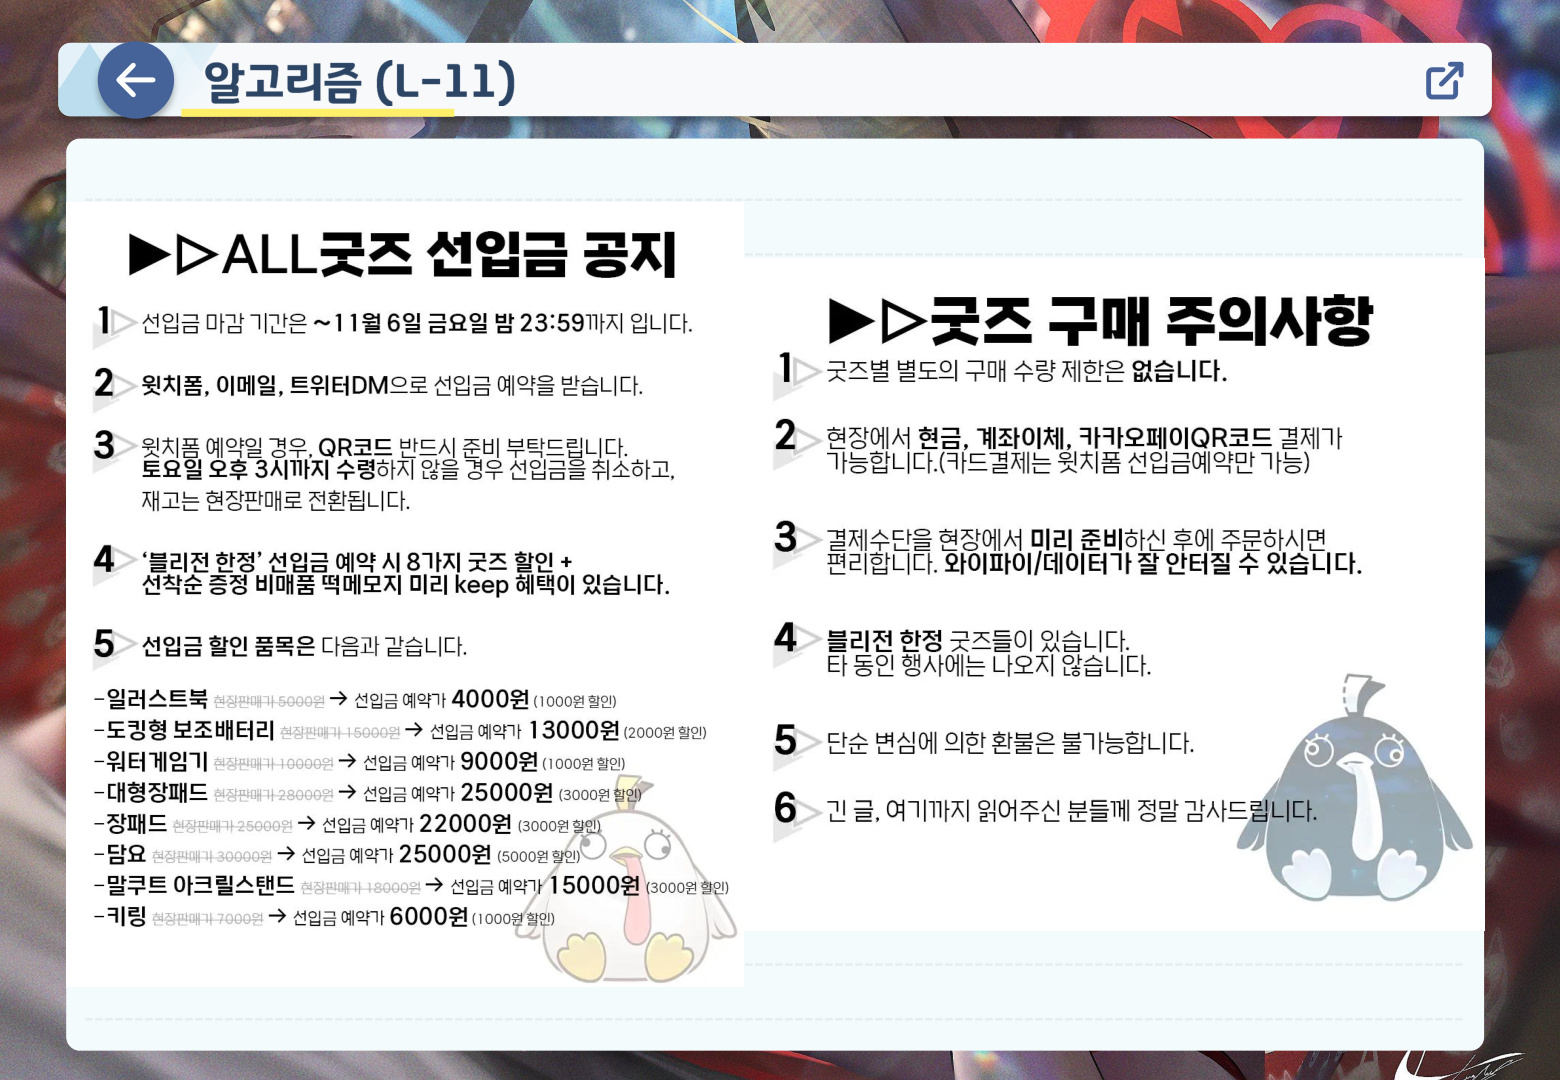 알고리즘 (L-11)
▶▷ALL굿즈 선입금 공지
1 선입금 마감 기간은 ~11월 6일 금요일 밤 23:59까지 입니다.
2 윗치폼, 이메일, 트위터DM으로 선입금 예약을 받습니다.
3 윗치폼 예약일 경우, QR코드 반드시 준비 부탁드립니다.
토요일 오후 3시까지 수령하지 않을 경우 선입금을 취소하고,
재고는 현장판매로 전환됩니다.
4 ‘블리전 한정’ 선입금 예약 시 8가지 굿즈 할인 +
선착순 증정 비매품 떡메모지 미리 keep 혜택이 있습니다.
5 선입금 할인 품목은 다음과 같습니다.
-일러스트북 현장판매가 5000원 → 선입금 예약가 4000원 (1000원 할인)
-도킹형 보조배터리 현장판매가 15000원 → 선입금 예약가 13000원 (2000원 할인)
-워터게임기 현장판매가 10000원 → 선입금 예약가 9000원 (1000원 할인)
-대형장패드 현장판매가 28000원 → 선입금 예약가 25000원 (3000원 할인)
-장패드 현장판매가 25000원 → 선입금 예약가 22000원 (3000원 할인)
-담요 현장판매가 30000원 → 선입금 예약가 25000원 (5000원 할인)
-말쿠트 아크릴스탠드 현장판매가 18000원 → 선입금 예약가 15000원 (3000원 할인)
-키링 현장판매가 7000원 → 선입금 예약가 6000원 (1000원 할인)
▶▷굿즈 구매 주의사항
1 굿즈별 별도의 구매 수량 제한은 없습니다.
2 현장에서 현금, 계좌이체, 카카오페이QR코드 결제가
가능합니다.(카드결제는 윗치폼 선입금예약만 가능)
3 결제수단을 현장에서 미리 준비하신 후에 주문하시면
편리합니다. 와이파이/데이터가 잘 안터질 수 있습니다.
4 블리전 한정 굿즈들이 있습니다.
타 동인 행사에는 나오지 않습니다.
5 단순 변심에 의한 환불은 불가능합니다.
6 긴 글, 여기까지 읽어주신 분들께 정말 감사드립니다.